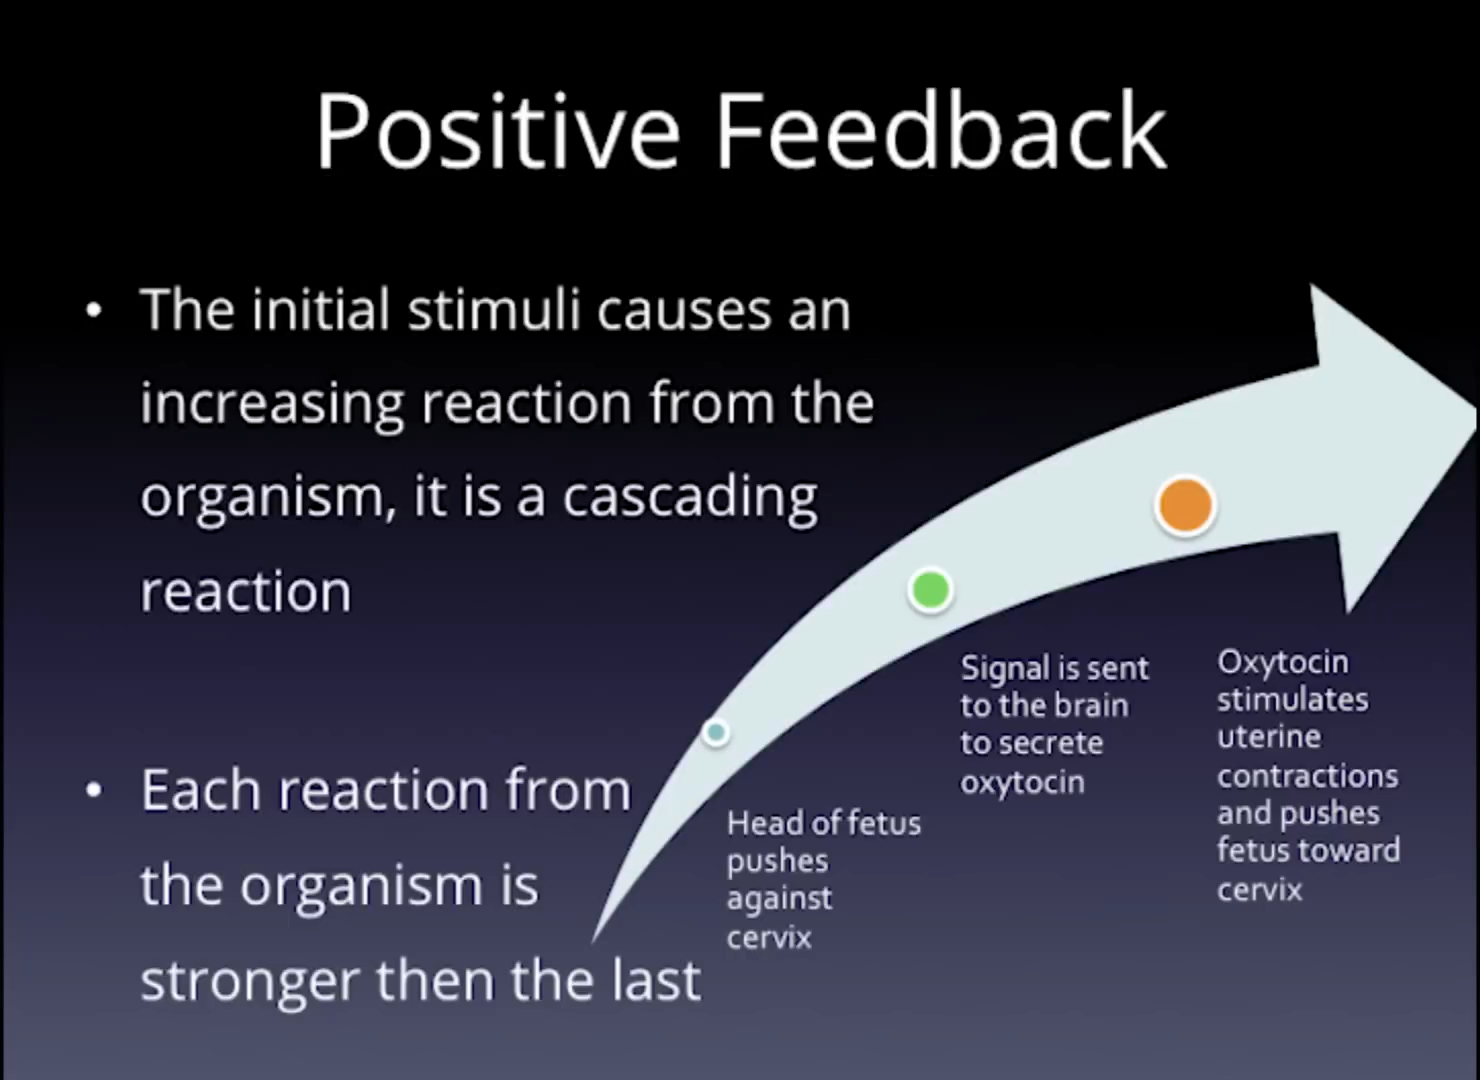 Positive Feedback
• The initial stimuli causes an
increasing reaction from the
organism, it is a cascading
reaction
• Each reaction from
the organism is
stronger then the last
Head of fetus
pushes
against
cervix
Signal is sent
to the brain
to secrete
oxytocin
Oxytocin
stimulates
uterine
contractions
and pushes
fetus toward
cervix